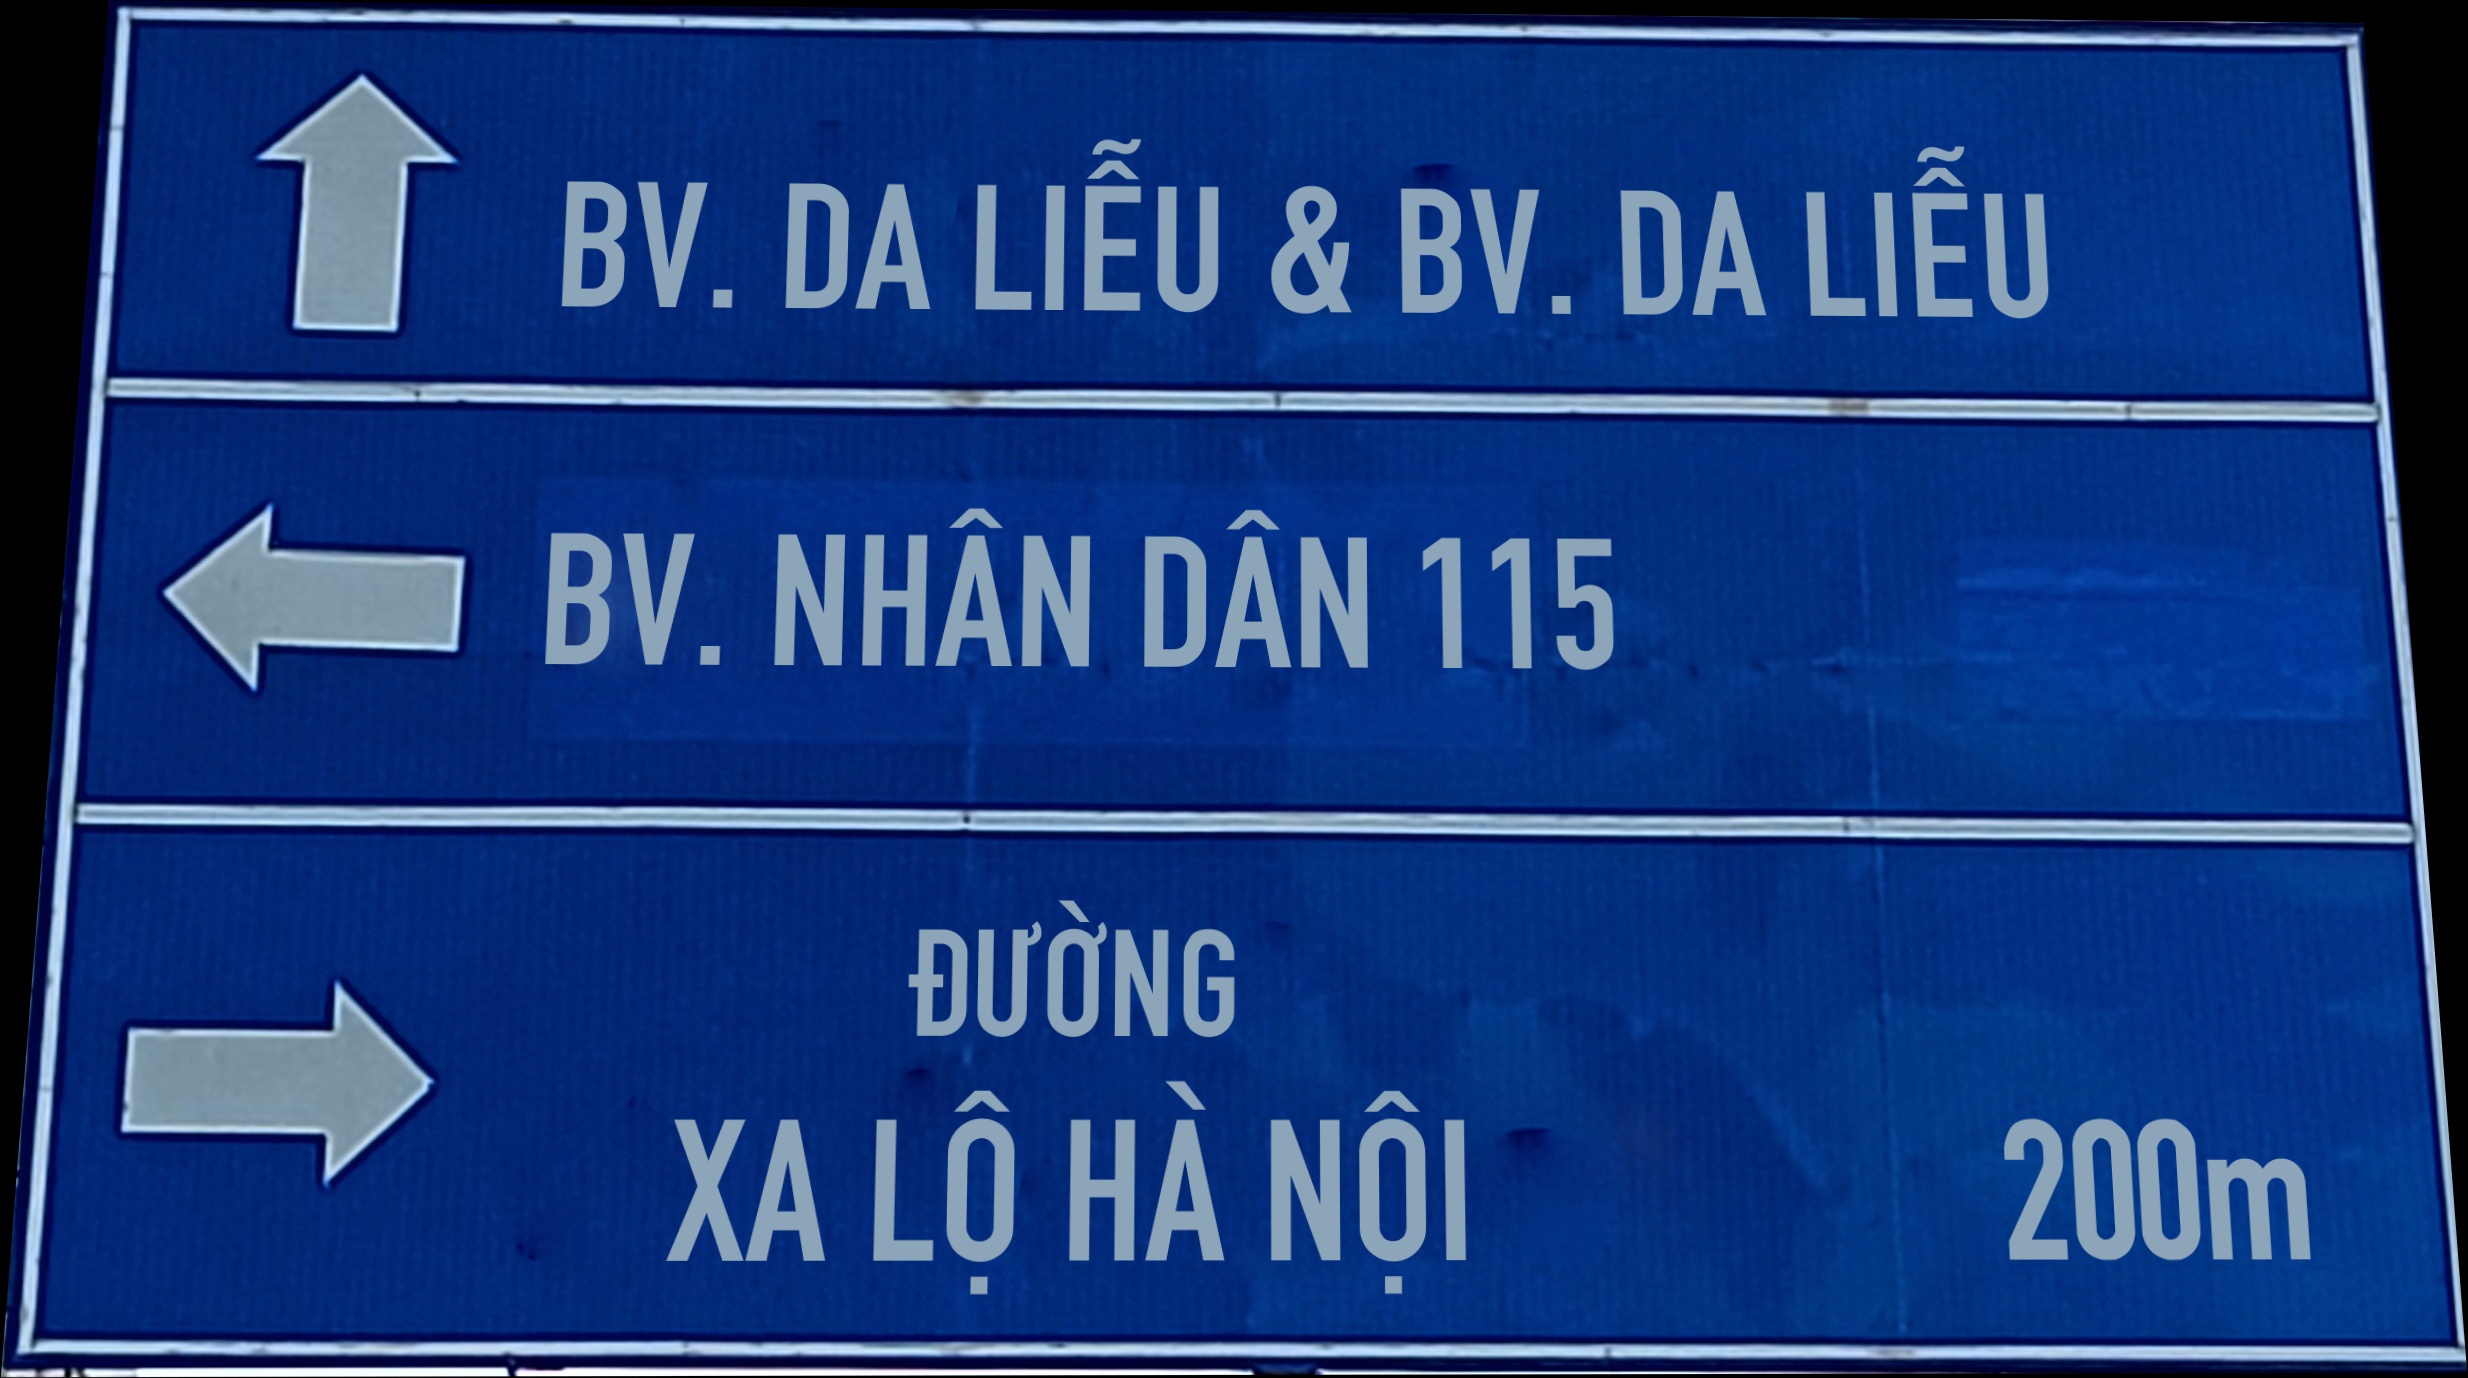 BV. DA LIỄU & BV. DA LIỄU
BV. NHÂN DÂN 115
ĐƯỜNG
XA LỘ HÀ NỘI 200m